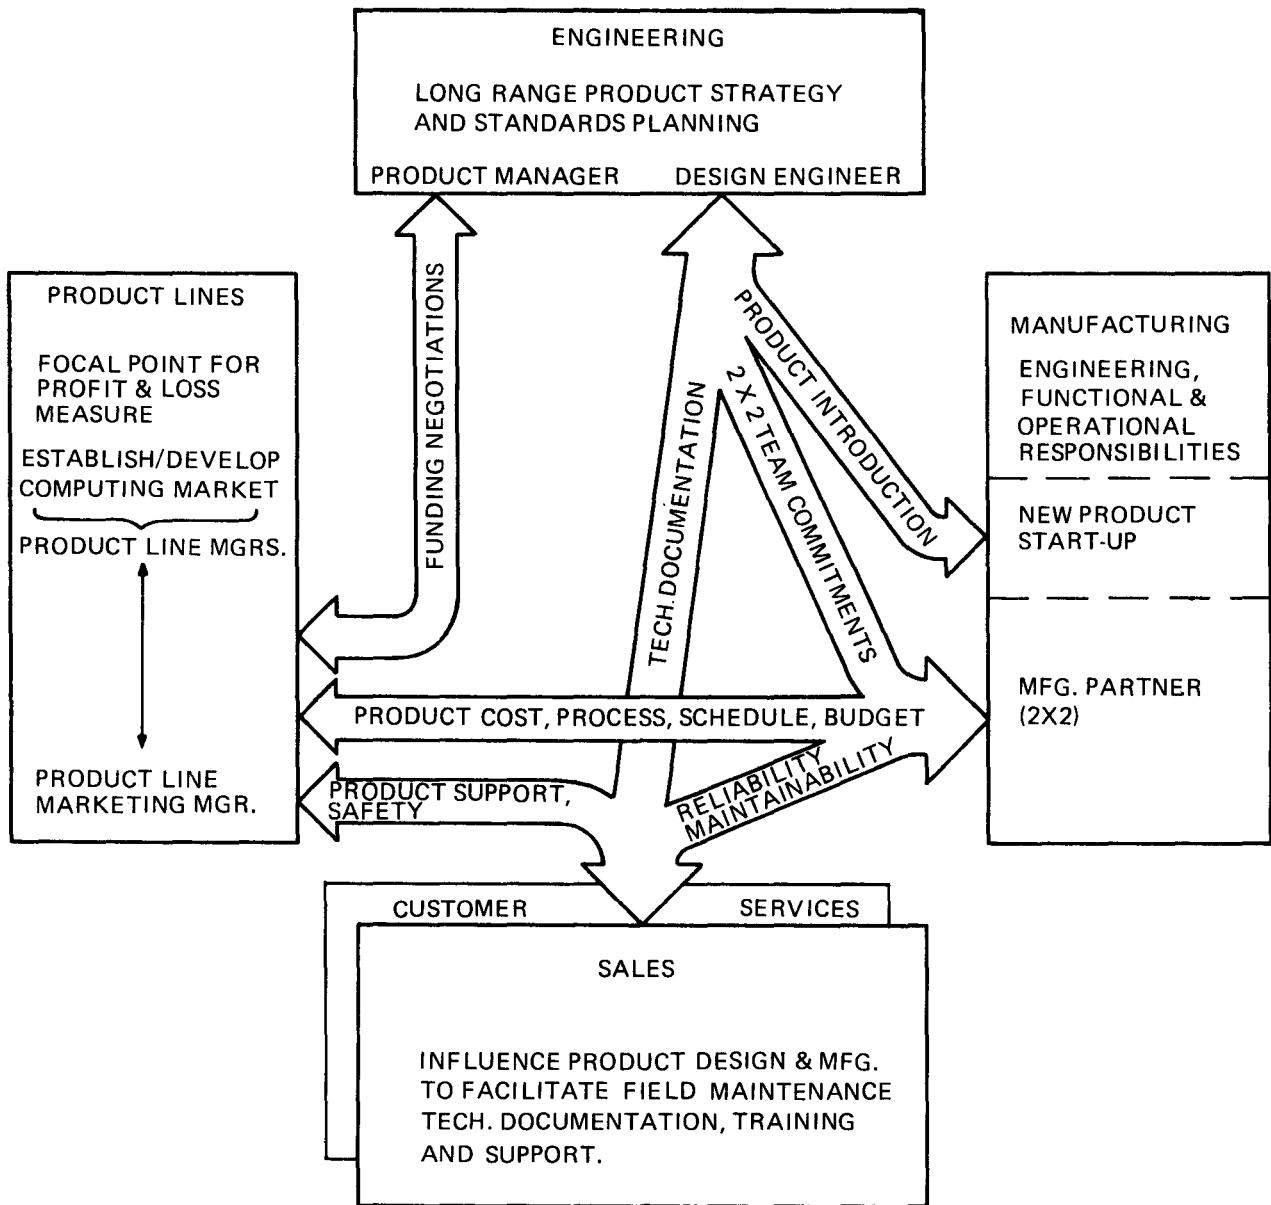 ENGINEERING
LONG RANGE PRODUCT STRATEGY
AND STANDARDS PLANNING
PRODUCT MANAGER
DESIGN ENGINEER
PRODUCT LINES
FOCAL POINT FOR
PROFIT & LOSS
MEASURE
ESTABLISH/DEVELOP
COMPUTING MARKET
PRODUCT LINE MGRS.
PRODUCT LINE
MARKETING MGR.
FUNDING NEGOTIATIONS
TECH. DOCUMENTATION
2 X 2 TEAM COMMITMENTS
PRODUCT INTRODUCTION
MANUFACTURING
ENGINEERING,
FUNCTIONAL &
OPERATIONAL
RESPONSIBILITIES
NEW PRODUCT
START-UP
MFG. PARTNER
(2X2)
PRODUCT COST, PROCESS, SCHEDULE, BUDGET
PRODUCT SUPPORT,
SAFETY
RELIABILITY
MAINTAINABILITY
CUSTOMER SERVICES
SALES
INFLUENCE PRODUCT DESIGN & MFG.
TO FACILITATE FIELD MAINTENANCE
TECH. DOCUMENTATION, TRAINING
AND SUPPORT.